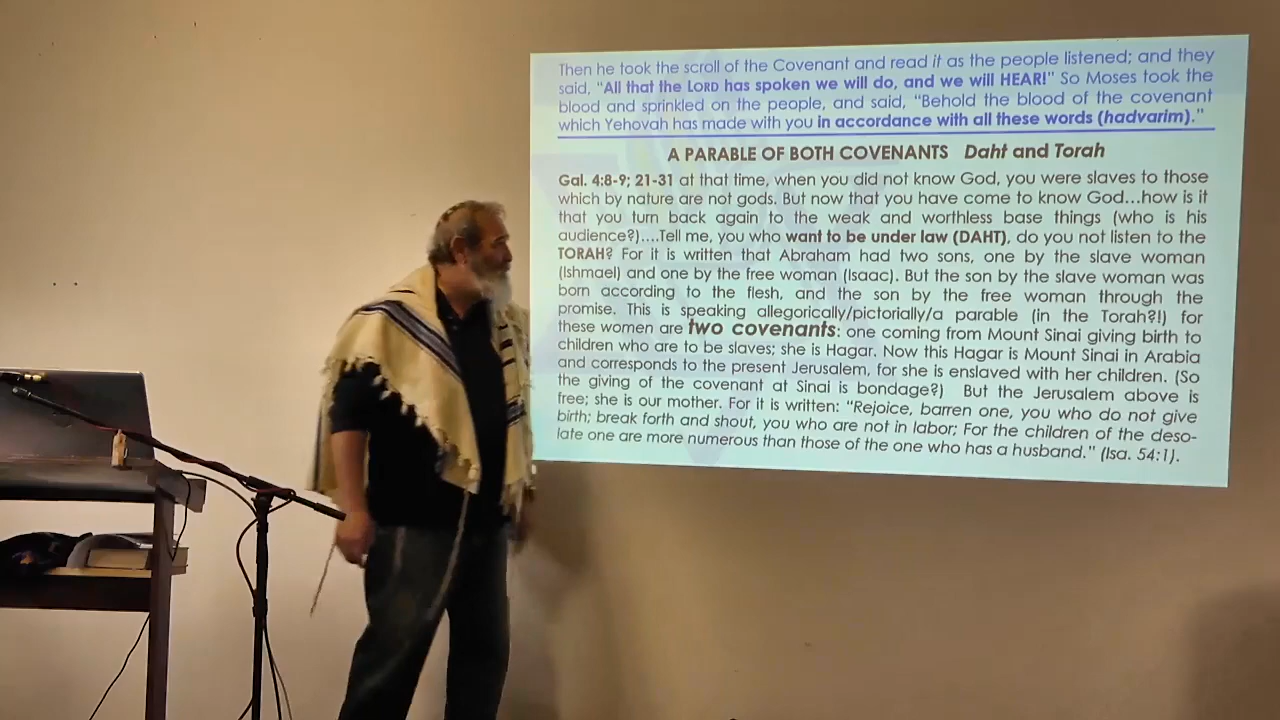 Then he took the scroll of the Covenant and read it as the people listened; and they
said, "All that the LORD has spoken we will do, and we will HEAR!" So Moses took the
blood and sprinkled on the people, and said, "Behold the blood of the covenant
which Yehovah has made with you in accordance with all these words (hadvarim)."
A PARABLE OF BOTH COVENANTS Daht and Torah
Gal. 4:8-9; 21-31 at that time, when you did not know God, you were slaves to those
which by nature are not gods. But now that you have come to know God...how is it
that you turn back again to the weak and worthless base things (who is his
audience?)....Tell me, you who want to be under law (DAHT), do you not listen to the
TORAH? For it is written that Abraham had two sons, one by the slave woman
(Ishmael) and one by the free woman (Isaac). But the son by the slave woman was
born according to the flesh, and the son by the free woman through the
promise. This is speaking allegorically/pictorially/a parable (in the Torah?!) for
these women are two covenants: one coming from Mount Sinai giving birth to
children who are to be slaves; she is Hagar. Now this Hagar is Mount Sinai in Arabia
and corresponds to the present Jerusalem, for she is enslaved with her children. (So
the giving of the covenant at Sinai is bondage?) But the Jerusalem above is
free; she is our mother. For it is written: "Rejoice, barren one, you who do not give
birth; break forth and shout, you who are not in labor; For the children of the deso-
late one are more numerous than those of the one who has a husband." (Isa. 54:1).